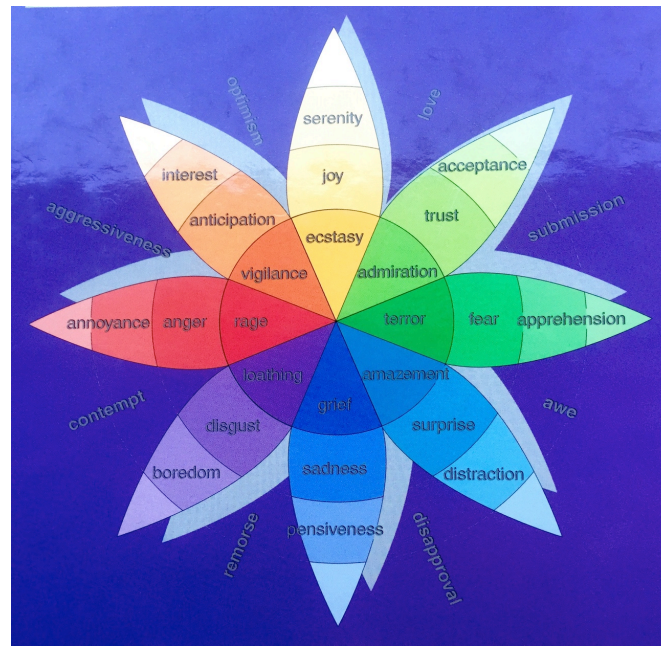 optimism
love
serenity
interest
acceptance
joy
anticipation
trust
aggressiveness
submission
ecstasy
vigilance
admiration
annoyance
anger
rage
terror
fear
apprehension
loathing
amazement
contempt
grief
awe
disgust
surprise
boredom
sadness
distraction
pensiveness
remorse
disapproval